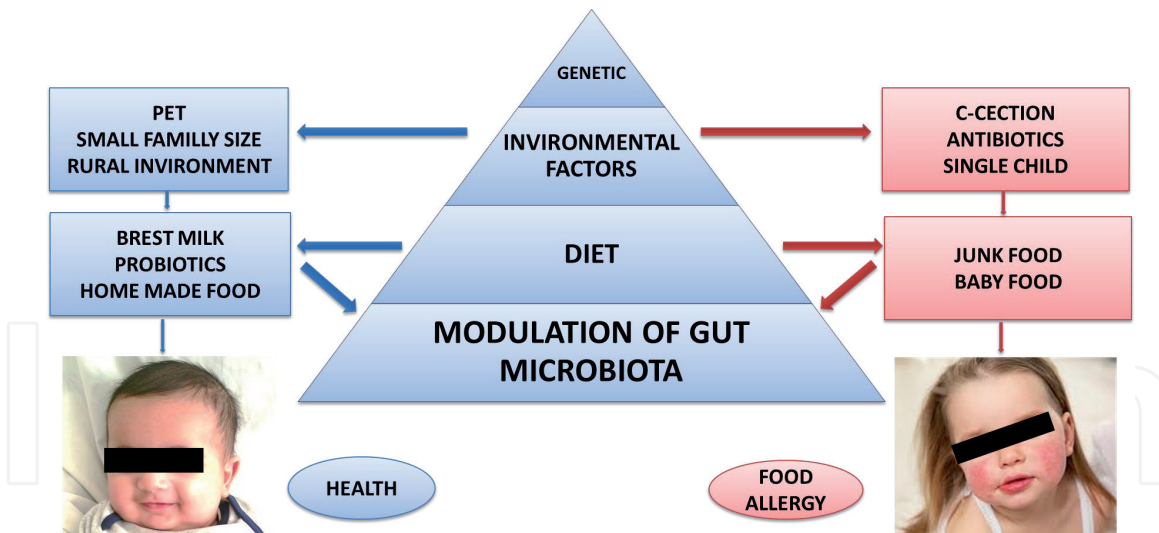 GENETIC
PET
SMALL FAMILLY SIZE
RURAL INVIRONMENT
INVIRONMENTAL
FACTORS
C-CECTION
ANTIBIOTICS
SINGLE CHILD
BREST MILK
PROBIOTICS
HOME MADE FOOD
DIET
JUNK FOOD
BABY FOOD
MODULATION OF GUT
MICROBIOTA
HEALTH
FOOD
ALLERGY